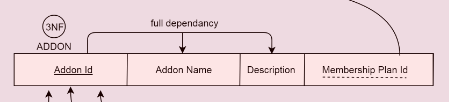 full dependancy
3NF
ADDON
Addon Id
Addon Name
Description
Membership Plan Id